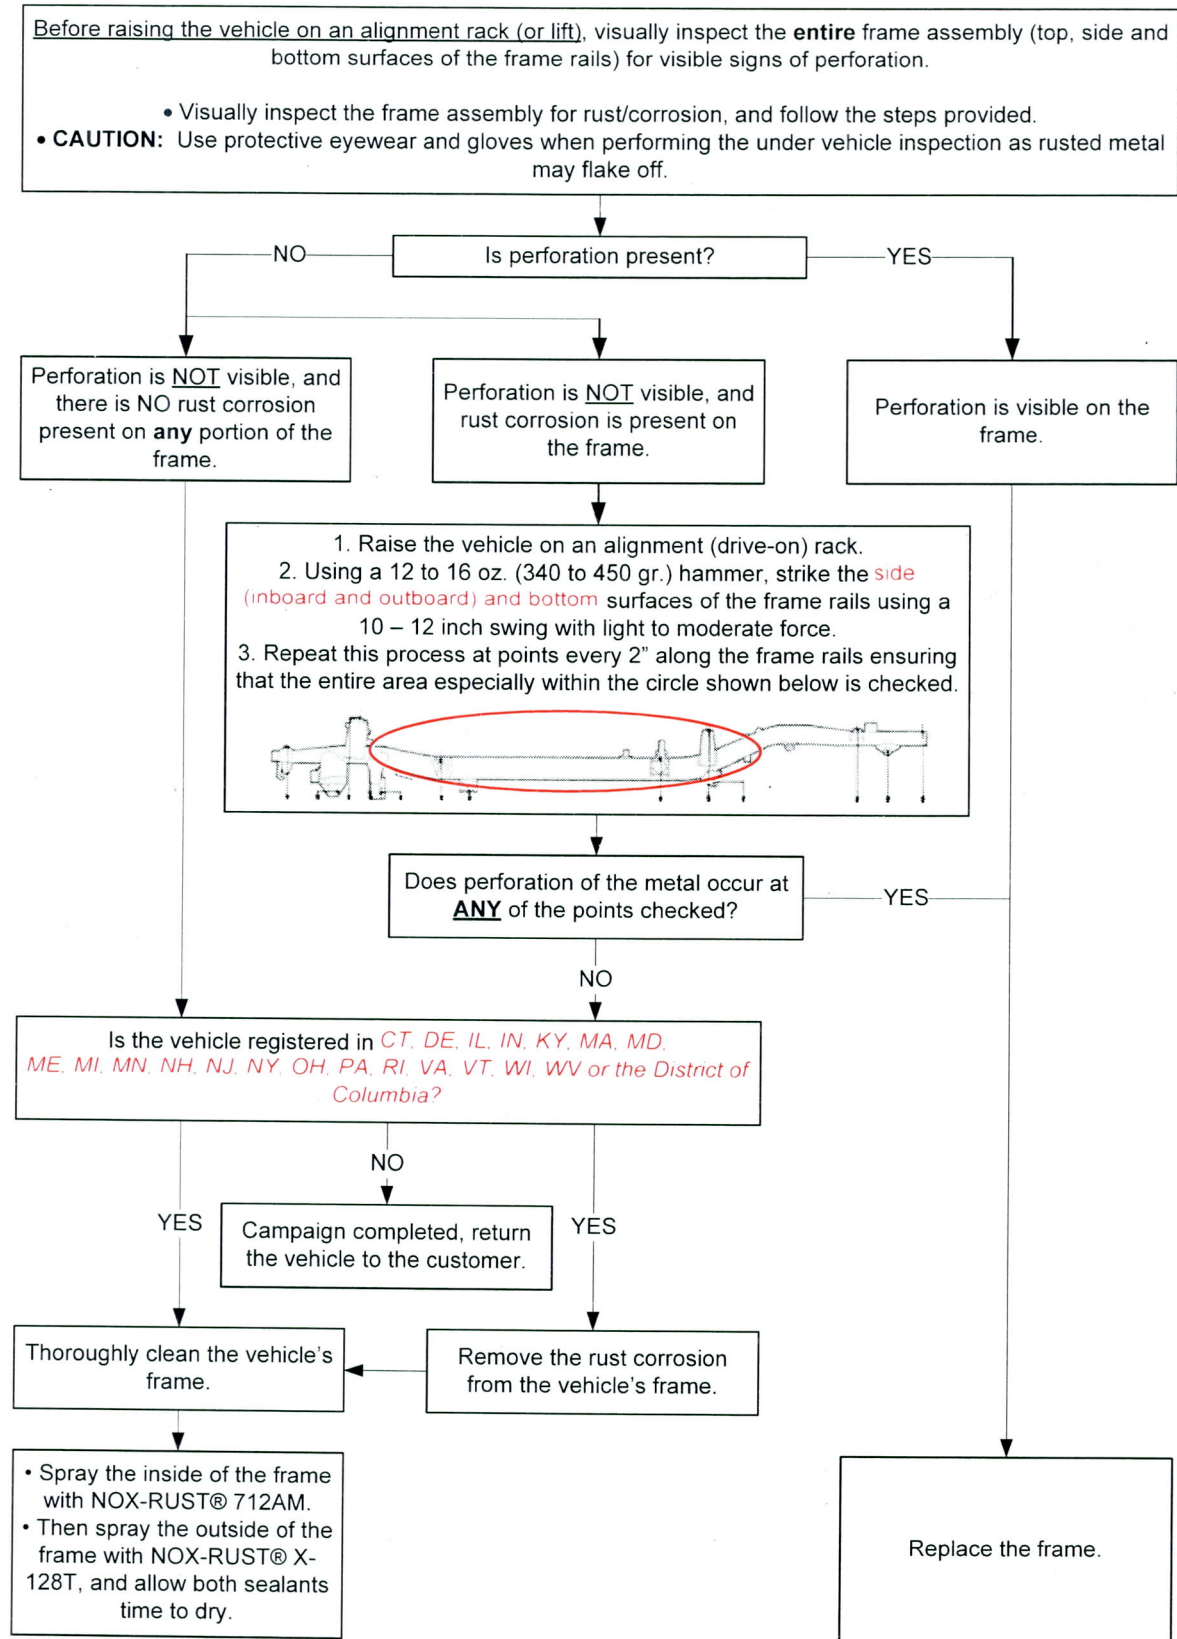 Before raising the vehicle on an alignment rack (or lift), visually inspect the entire frame assembly (top, side and
bottom surfaces of the frame rails) for visible signs of perforation.
• Visually inspect the frame assembly for rust/corrosion, and follow the steps provided.
• CAUTION: Use protective eyewear and gloves when performing the under vehicle inspection as rusted metal
may flake off.
Is perforation present?
NO
YES
Perforation is NOT visible, and
there is NO rust corrosion
present on any portion of the
frame.
Perforation is NOT visible, and
rust corrosion is present on
the frame.
Perforation is visible on the
frame.
1. Raise the vehicle on an alignment (drive-on) rack.
2. Using a 12 to 16 oz. (340 to 450 gr.) hammer, strike the side
(inboard and outboard) and bottom surfaces of the frame rails using a
10 – 12 inch swing with light to moderate force.
3. Repeat this process at points every 2” along the frame rails ensuring
that the entire area especially within the circle shown below is checked.
Does perforation of the metal occur at
ANY of the points checked?
YES
NO
Is the vehicle registered in CT, DE, IL, IN, KY, MA, MD,
ME, MI, MN, NH, NJ, NY, OH, PA, RI, VA, VT, WI, WV or the District of
Columbia?
NO
YES
YES
Campaign completed, return
the vehicle to the customer.
Thoroughly clean the vehicle’s
frame.
Remove the rust corrosion
from the vehicle’s frame.
• Spray the inside of the frame
with NOX-RUST® 712AM.
• Then spray the outside of the
frame with NOX-RUST® X-
128T, and allow both sealants
time to dry.
Replace the frame.